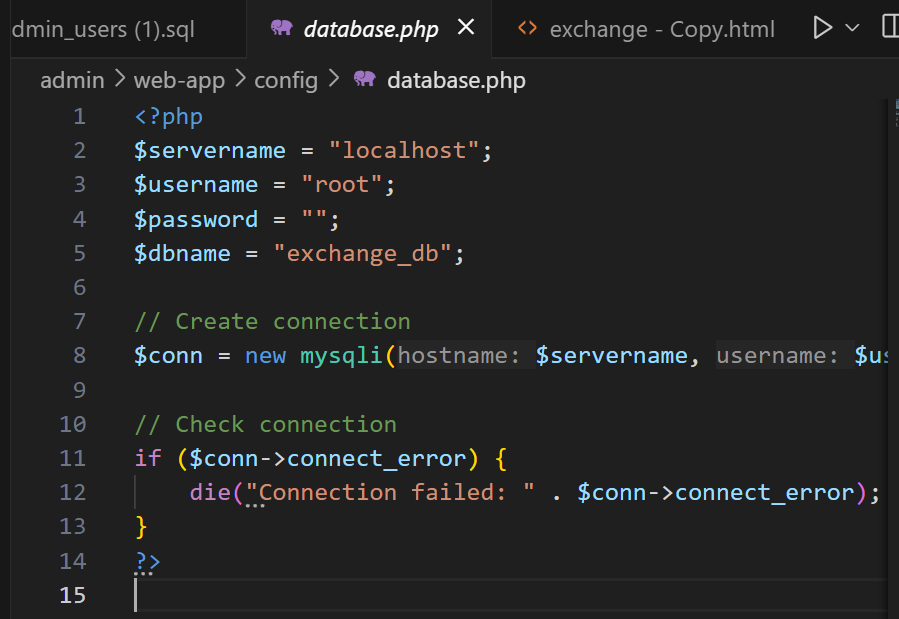 dmin_users (1).sql database.php exchange - Copy.html
admin > web-app > config > database.php
1 <?php
2 $servername = "localhost";
3 $username = "root";
4 $password = "";
5 $dbname = "exchange_db";
6
7 // Create connection
8 $conn = new mysqli(hostname: $servername, username: $us
9
10 // Check connection
11 if ($conn->connect_error) {
12 die("Connection failed: " . $conn->connect_error);
13 }
14 ?>
15